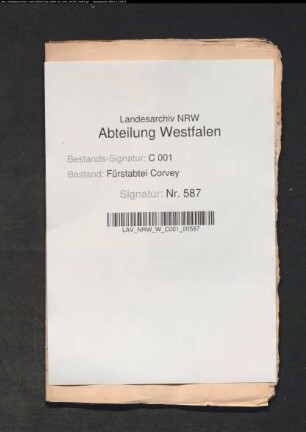 Landesarchiv NRW
Abteilung Westfalen
Bestands-Signatur: C 001
Bestand: Fürstabtei Corvey
Signatur: Nr. 587
LAV_NRW_W_C001_00587